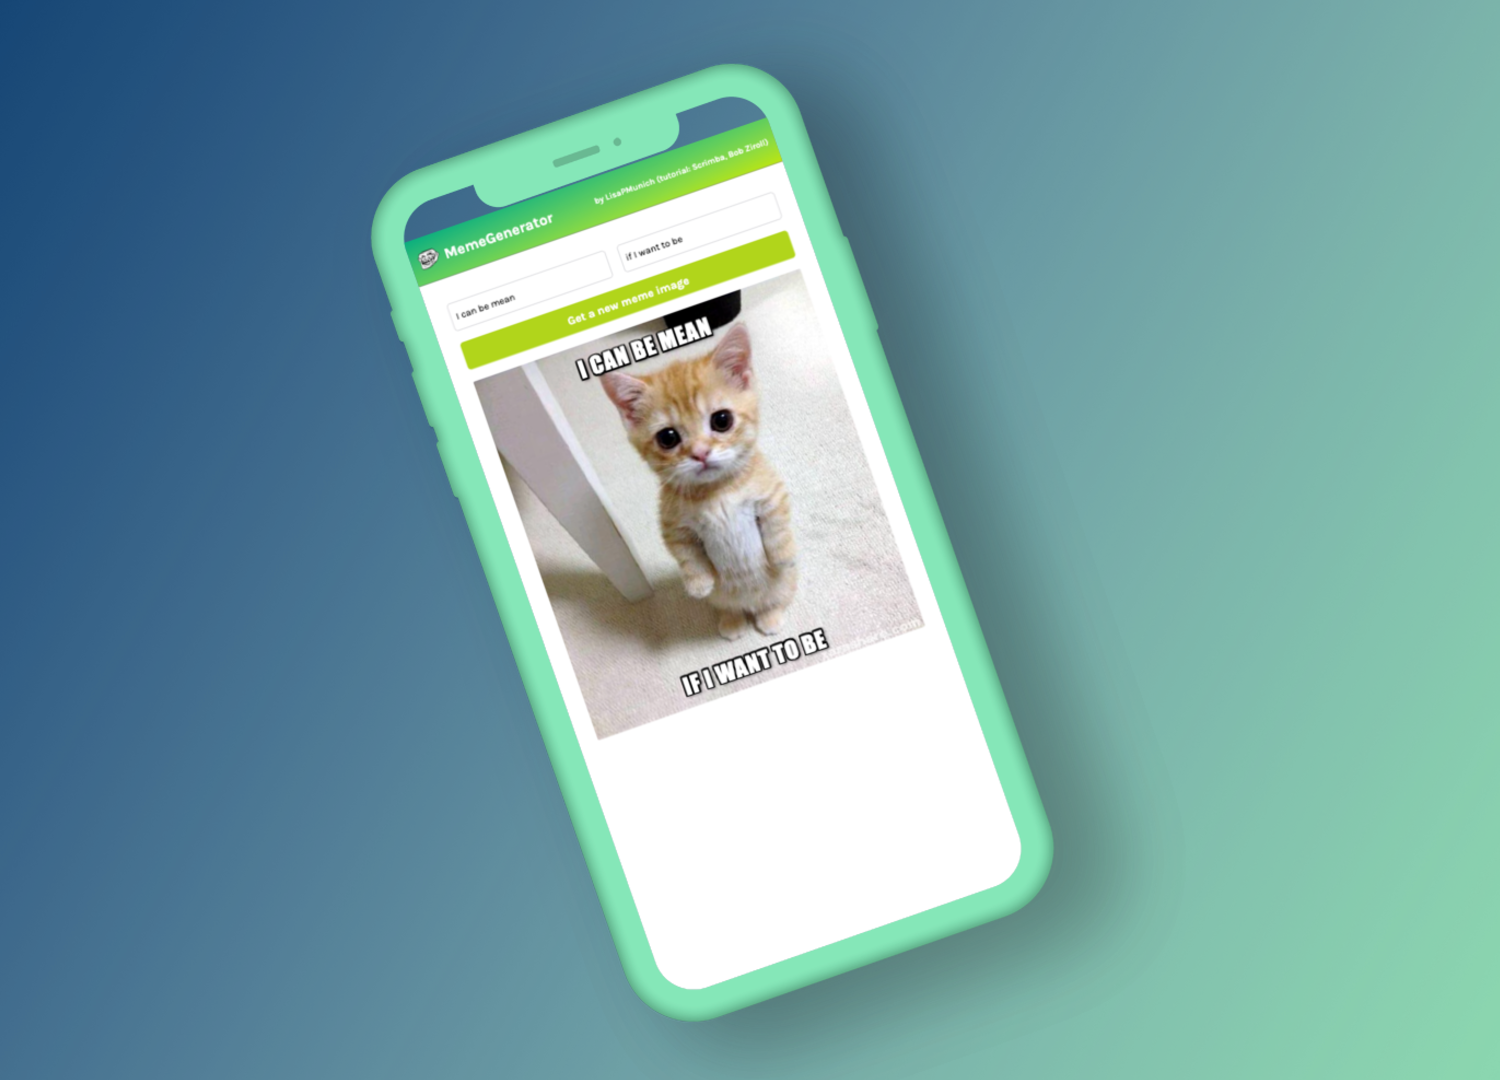 MemeGenerator
by LisaPMunich (tutorial: Scrimba, Bob Ziroll)
I can be mean
if I want to be
Get a new meme image
I CAN BE MEAN
IF I WANT TO BE